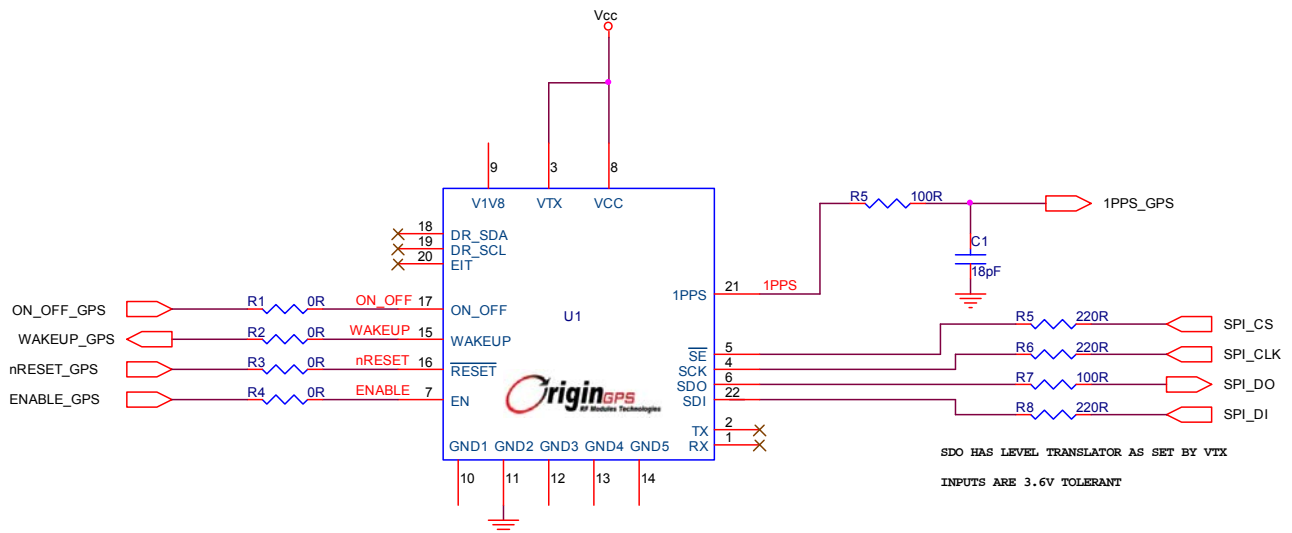 Vcc
9
3
8
V1V8
VTX
VCC
18
DR_SDA
19
DR_SCL
20
EIT
R5
100R
1PPS_GPS
C1
18pF
1PPS
21
1PPS
ON_OFF_GPS
R1
0R
ON_OFF
17
ON_OFF
WAKEUP_GPS
R2
0R
WAKEUP
15
WAKEUP
nRESET_GPS
R3
0R
nRESET
16
RESET
ENABLE_GPS
R4
0R
ENABLE
7
EN
U1
OriginGPS
RF Modules Technologies
SE
5
R5
220R
SPI_CS
SCK
4
R6
220R
SPI_CLK
SDO
6
R7
100R
SPI_DO
SDI
22
R8
220R
SPI_DI
TX
2
RX
1
GND1
GND2
GND3
GND4
GND5
10
11
12
13
14
SDO HAS LEVEL TRANSLATOR AS SET BY VTX
INPUTS ARE 3.6V TOLERANT